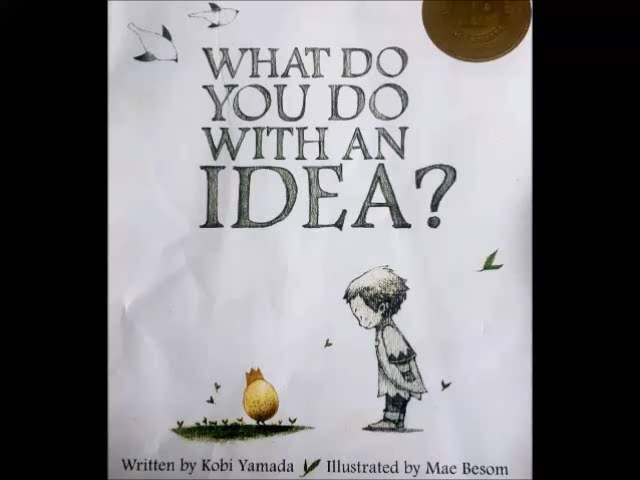 WHAT DO
YOU DO
WITH AN
IDEA?
Written by Kobi Yamada Illustrated by Mae Besom